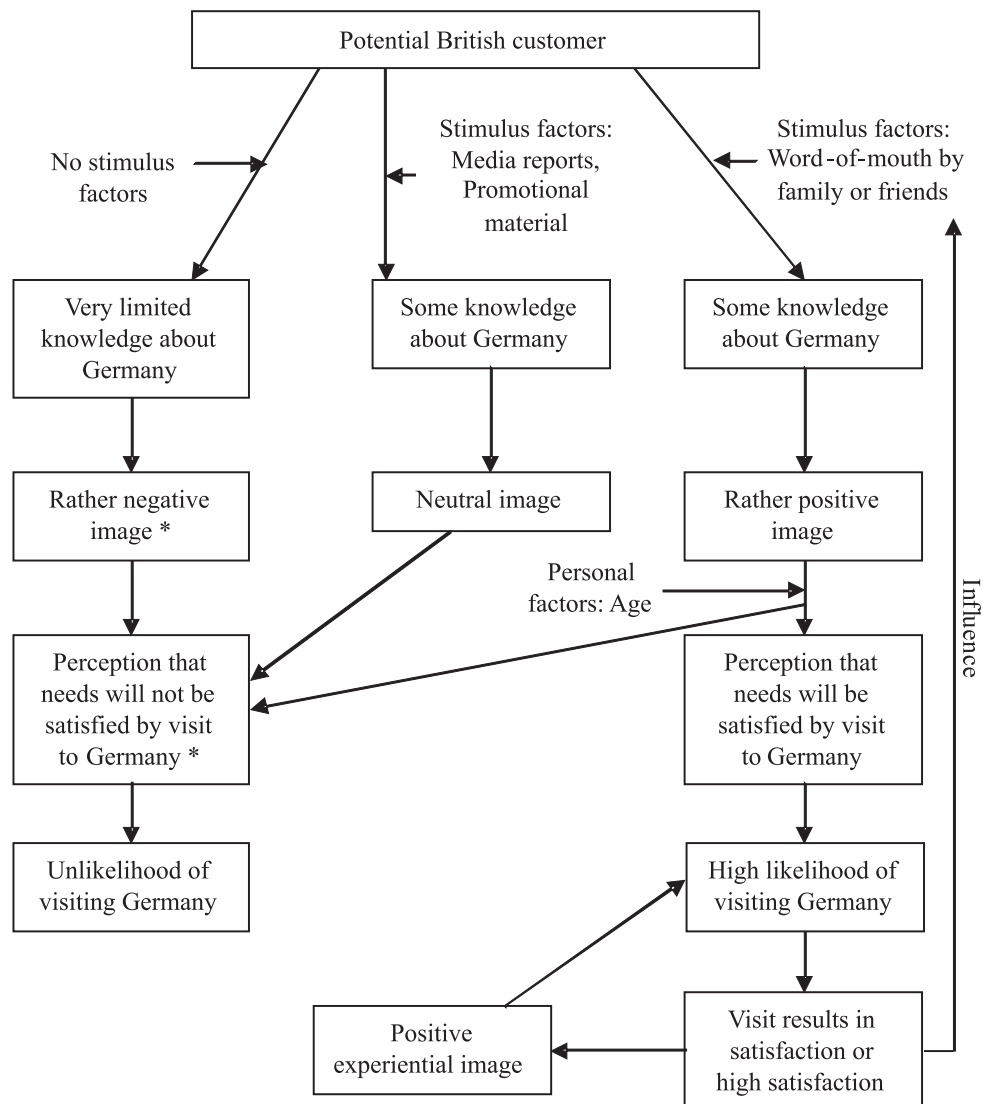 Potential British customer
No stimulus
factors
Stimulus factors:
Media reports,
Promotional
material
Stimulus factors:
Word-of-mouth by
family or friends
Very limited
knowledge about
Germany
Some knowledge
about Germany
Some knowledge
about Germany
Rather negative
image *
Neutral image
Rather positive
image
Personal
factors: Age
Influence
Perception that
needs will not be
satisfied by visit
to Germany *
Perception that
needs will be
satisfied by visit
to Germany
Unlikelihood of
visiting Germany
High likelihood of
visiting Germany
Positive
experiential image
Visit results in
satisfaction or
high satisfaction